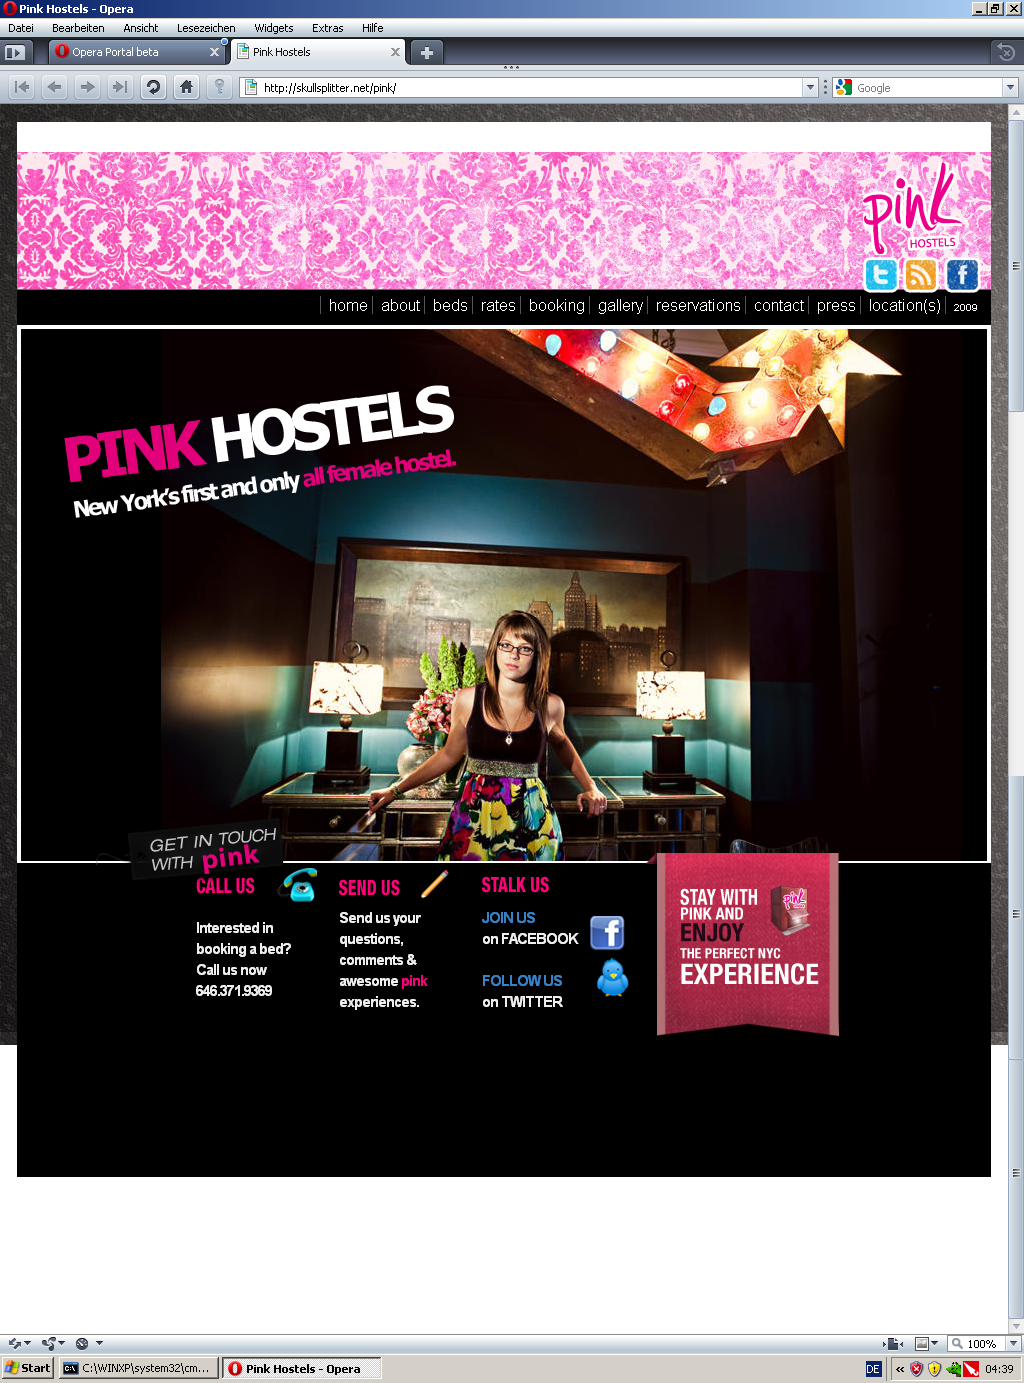 Pink Hostels - Opera
Datei Bearbeiten Ansicht Lesezeichen Widgets Extras Hilfe
Opera Portal beta
Pink Hostels
http://skullsplitter.net/pink/
Google
pink
HOSTELS
home about beds rates booking gallery reservations contact press location(s) 2009
PINK HOSTELS
New York's first and only all female hostel.
GET IN TOUCH
WITH pink
CALL US
Interested in
booking a bed?
Call us now
646.371.9369
SEND US
Send us your
questions,
comments &
awesome pink
experiences.
STALK US
JOIN US
on FACEBOOK
FOLLOW US
on TWITTER
STAY WITH
PINK AND
ENJOY
THE PERFECT NYC
EXPERIENCE
pink
100%
Start
C:\WINXP\system32\cm...
Pink Hostels - Opera
DE
04:39